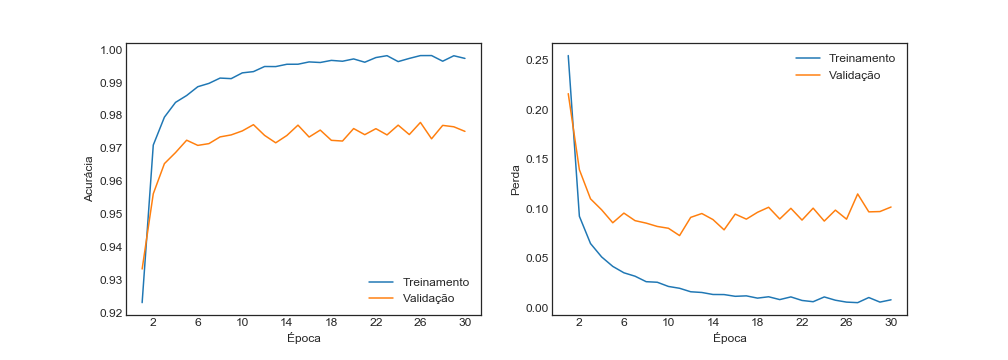 1.00
0.99
0.98
0.97
0.96
0.95
0.94
0.93
0.92
Acurácia
Treinamento
Validação
2 6 10 14 18 22 26 30
Época
0.25
0.20
0.15
0.10
0.05
0.00
Perda
Treinamento
Validação
2 6 10 14 18 22 26 30
Época